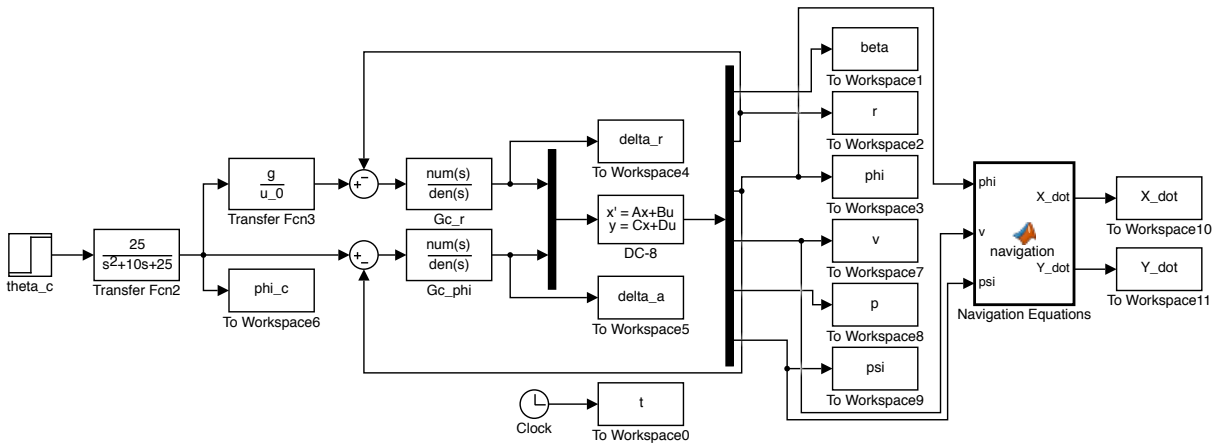 beta
To Workspace1
r
To Workspace2
delta_r
To Workspace4
phi
To Workspace3
g
u_0
Transfer Fcn3
+
−
num(s)
den(s)
Gc_r
x' = Ax+Bu
y = Cx+Du
DC-8
v
To Workspace7
phi
v
psi
navigation
X_dot
Y_dot
Navigation Equations
X_dot
To Workspace10
Y_dot
To Workspace11
theta_c
25
s²+10s+25
Transfer Fcn2
phi_c
To Workspace6
+
−
num(s)
den(s)
Gc_phi
delta_a
To Workspace5
p
To Workspace8
psi
To Workspace9
Clock
t
To Workspace0